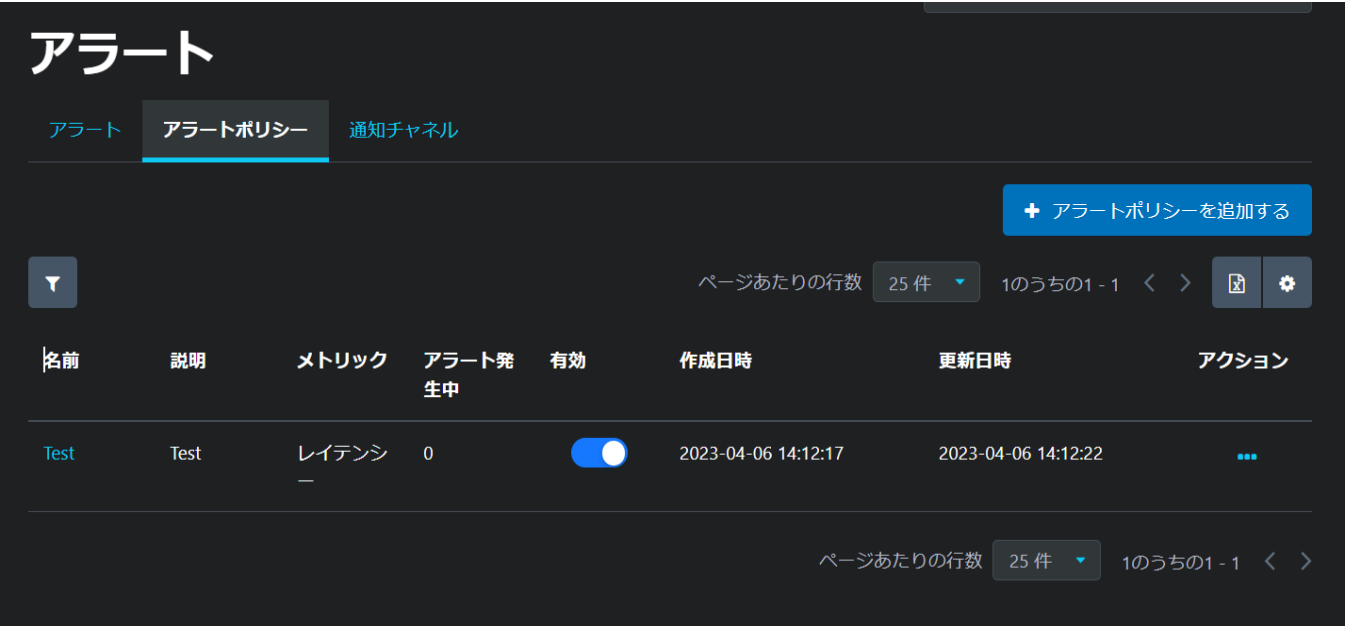 アラート
アラート アラートポリシー 通知チャネル
アラートポリシーを追加する
ページあたりの行数 25 件 1のうちの1 - 1
名前 説明 メトリック アラート発生中 有効 作成日時 更新日時 アクション
Test Test レイテンシー 0 2023-04-06 14:12:17 2023-04-06 14:12:22
ページあたりの行数 25 件 1のうちの1 - 1